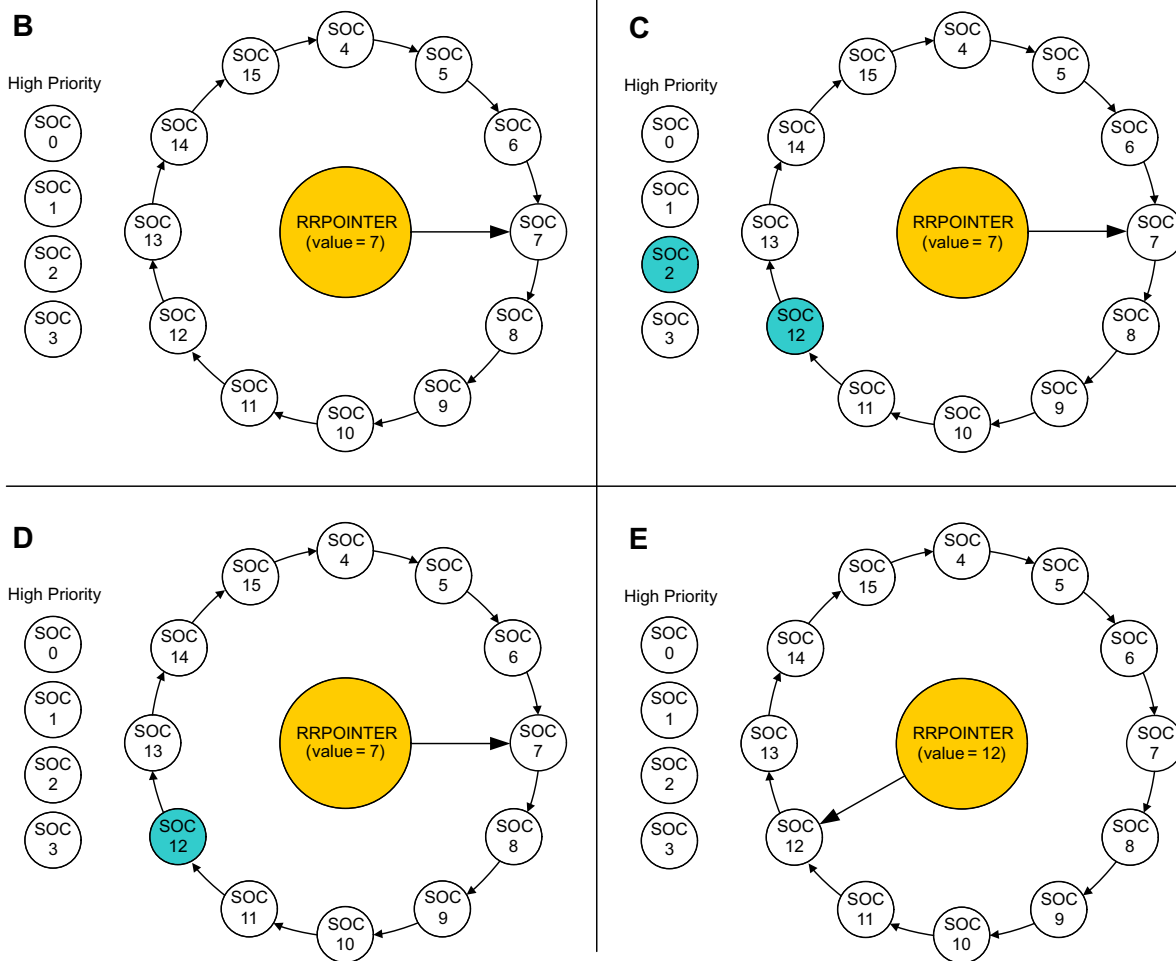 B
High Priority
SOC
0
SOC
1
SOC
2
SOC
3
SOC
4
SOC
5
SOC
6
SOC
7
SOC
8
SOC
9
SOC
10
SOC
11
SOC
12
SOC
13
SOC
14
SOC
15
RRPOINTER
(value = 7)
C
High Priority
SOC
0
SOC
1
SOC
2
SOC
3
SOC
4
SOC
5
SOC
6
SOC
7
SOC
8
SOC
9
SOC
10
SOC
11
SOC
12
SOC
13
SOC
14
SOC
15
RRPOINTER
(value = 7)
D
High Priority
SOC
0
SOC
1
SOC
2
SOC
3
SOC
4
SOC
5
SOC
6
SOC
7
SOC
8
SOC
9
SOC
10
SOC
11
SOC
12
SOC
13
SOC
14
SOC
15
RRPOINTER
(value = 7)
E
High Priority
SOC
0
SOC
1
SOC
2
SOC
3
SOC
4
SOC
5
SOC
6
SOC
7
SOC
8
SOC
9
SOC
10
SOC
11
SOC
12
SOC
13
SOC
14
SOC
15
RRPOINTER
(value = 12)